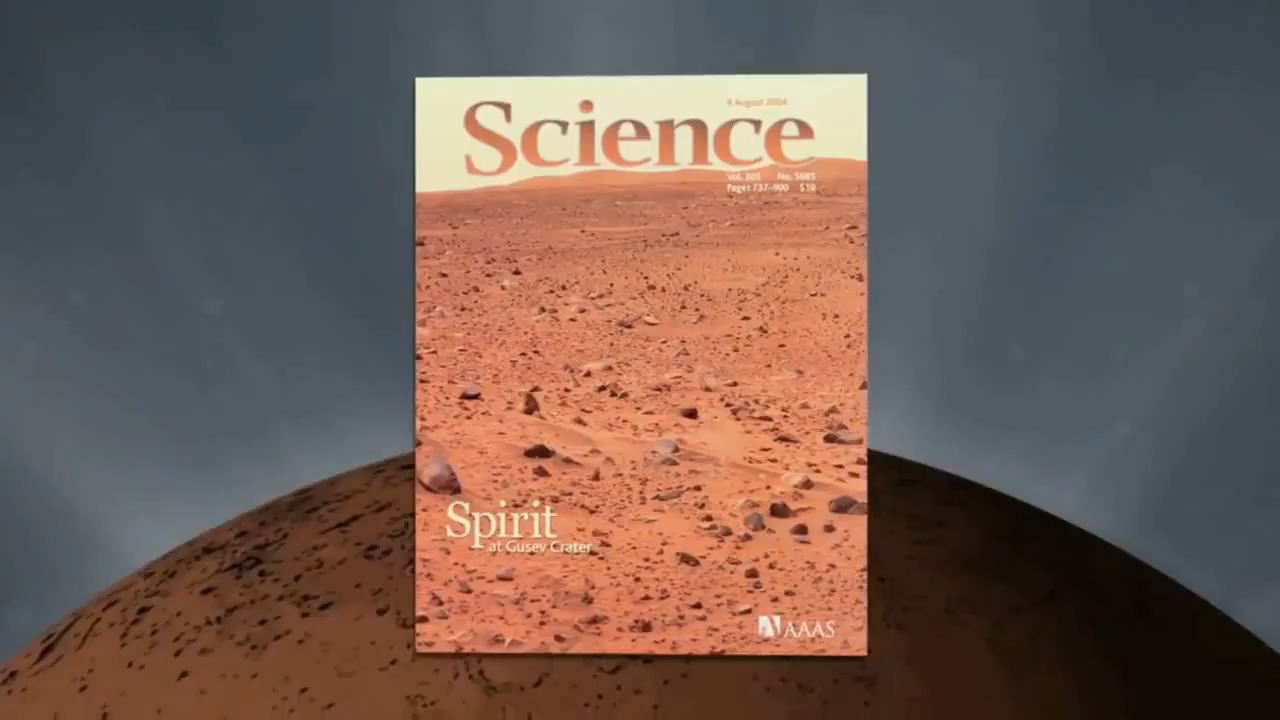 Science
6 August 2004
Vol. 305 No. 5685
Pages 737–900 $10
Spirit
at Gusev Crater
AAAS